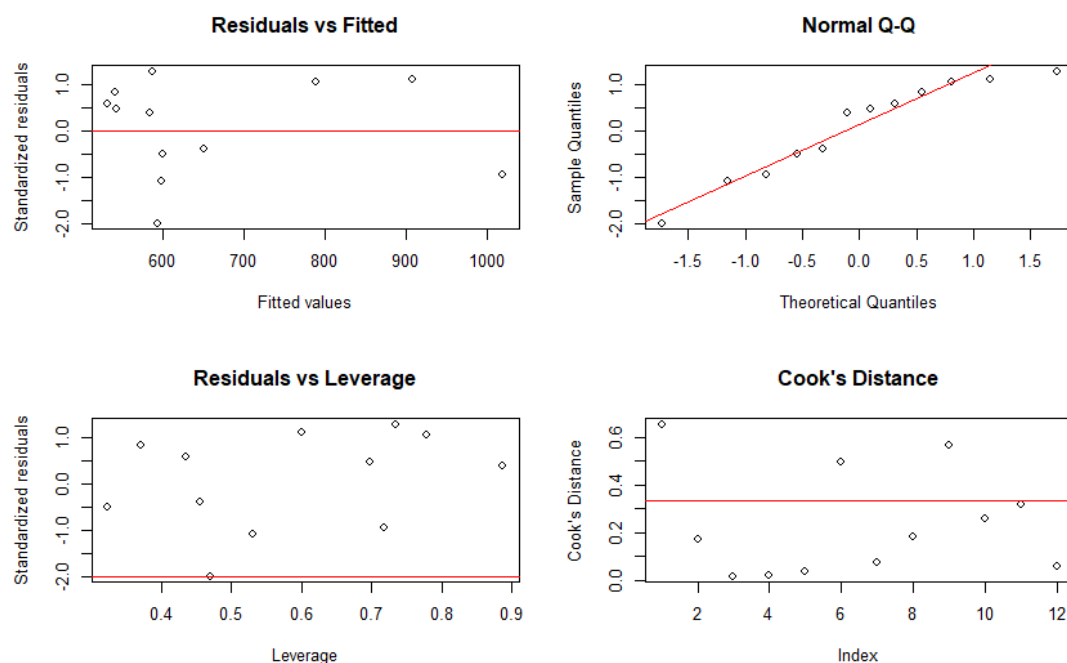 Residuals vs Fitted
Standardized residuals
-2.0 -1.0 0.0 1.0
600 700 800 900 1000
Fitted values
Normal Q-Q
Sample Quantiles
-2.0 -1.0 0.0 1.0
-1.5 -1.0 -0.5 0.0 0.5 1.0 1.5
Theoretical Quantiles
Residuals vs Leverage
Standardized residuals
-2.0 -1.0 0.0 1.0
0.4 0.5 0.6 0.7 0.8 0.9
Leverage
Cook's Distance
Cook's Distance
0.0 0.2 0.4 0.6
2 4 6 8 10 12
Index